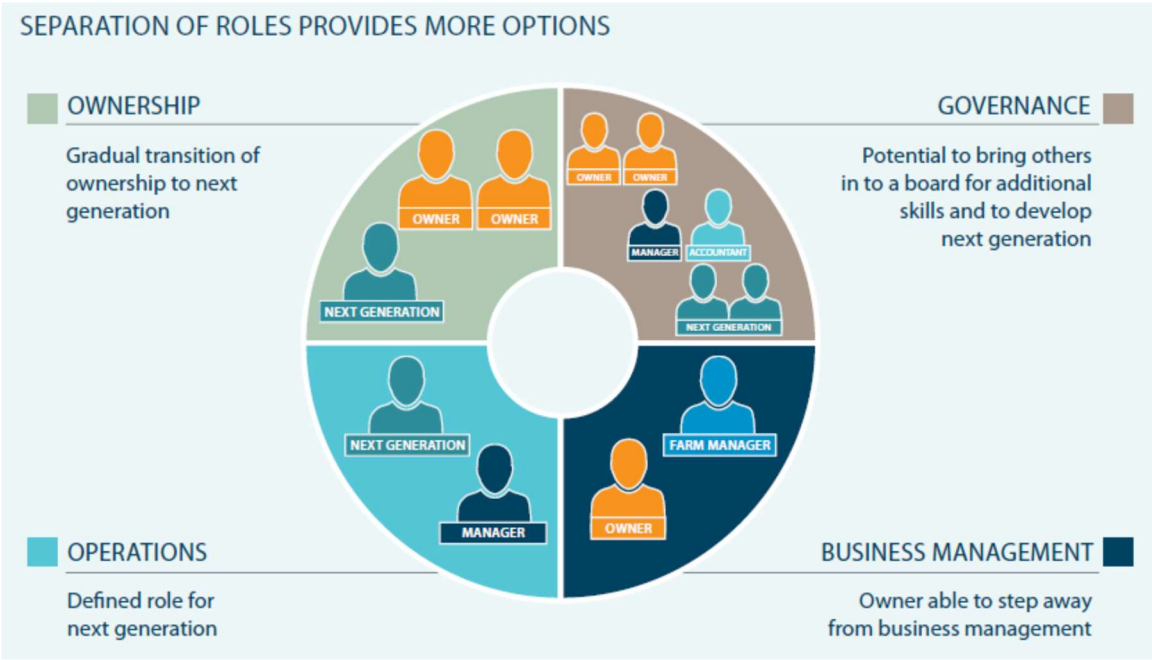 SEPARATION OF ROLES PROVIDES MORE OPTIONS
OWNERSHIP
Gradual transition of
ownership to next
generation
OWNER
OWNER
NEXT GENERATION
GOVERNANCE
Potential to bring others
in to a board for additional
skills and to develop
next generation
OWNER
OWNER
MANAGER
ACCOUNTANT
NEXT GENERATION
NEXT GENERATION
MANAGER
OPERATIONS
Defined role for
next generation
FARM MANAGER
OWNER
BUSINESS MANAGEMENT
Owner able to step away
from business management